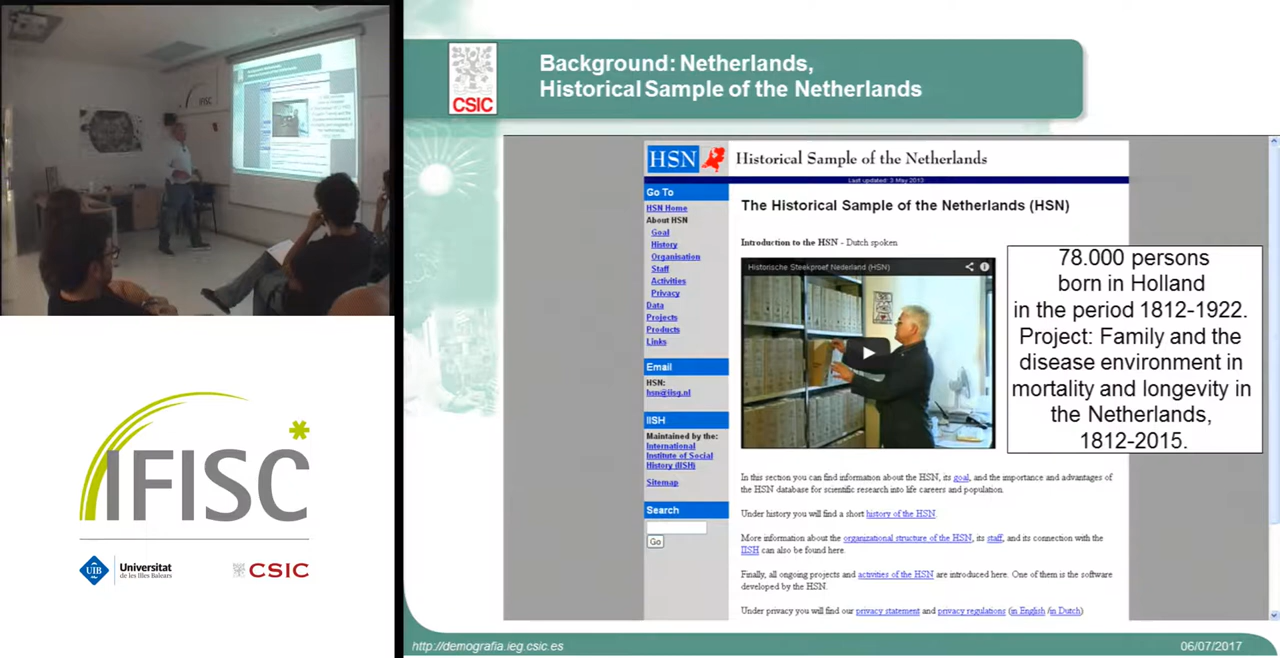 CSIC
Background: Netherlands,
Historical Sample of the Netherlands
HSN
Historical Sample of the Netherlands
Last updated: 3 May 2013
Go To
HSN Home
About HSN
Goal
History
Organisation
Staff
Activities
Privacy
Data
Projects
Products
Links
Email
HSN:
hsn@iisg.nl
IISH
Maintained by the:
International
Institute of Social
History (IISH)
Sitemap
Search
Go
The Historical Sample of the Netherlands (HSN)
Introduction to the HSN - Dutch spoken
Historische Steekproef Nederland (HSN)
In this section you can find information about the HSN, its goal, and the importance and advantages of
the HSN database for scientific research into life careers and population.
Under history you will find a short history of the HSN.
More information about the organizational structure of the HSN, its staff, and its connection with the
IISH can also be found here.
Finally, all ongoing projects and activities of the HSN are introduced here. One of them is the software
developed by the HSN.
Under privacy you will find our privacy statement and privacy regulations (in English /in Dutch)
78.000 persons
born in Holland
in the period 1812-1922.
Project: Family and the
disease environment in
mortality and longevity in
the Netherlands,
1812-2015.
IFISC
UIB
Universitat
de les Illes Balears
CSIC
http://demografia.ieg.csic.es
06/07/2017